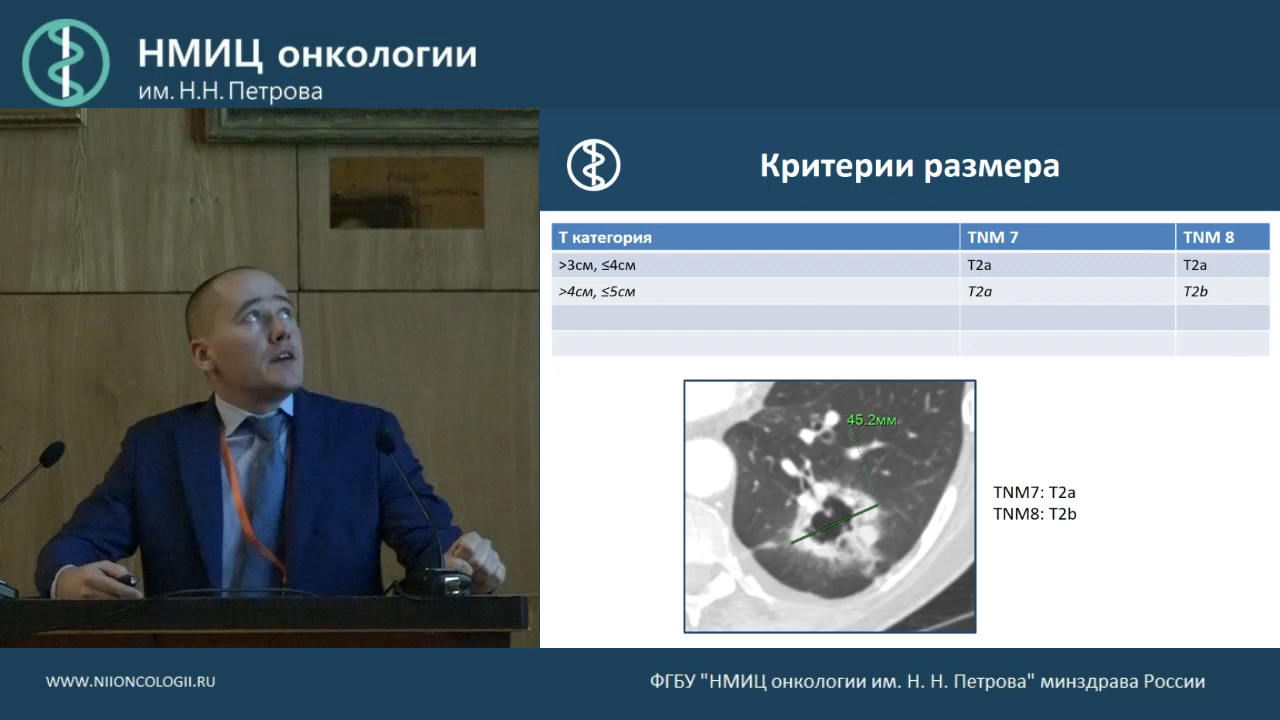 НМИЦ онкологии
им. Н.Н. Петрова
Критерии размера
Т категория TNM 7 TNM 8
>3см, ≤4см T2a T2a
>4см, ≤5см T2a T2b
45.2мм
TNM7: T2a
TNM8: T2b
WWW.NIIONCOLOGII.RU
ФГБУ "НМИЦ онкологии им. Н. Н. Петрова" минздрава России